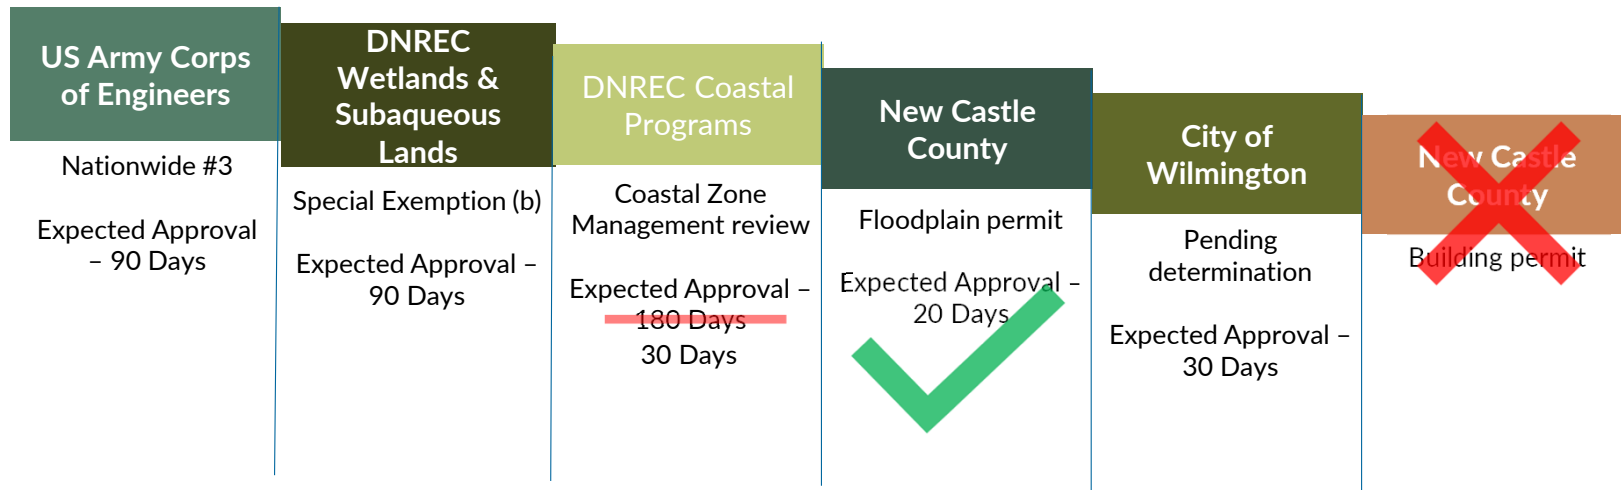 US Army Corps
of Engineers
Nationwide #3
Expected Approval
– 90 Days
DNREC
Wetlands &
Subaqueous
Lands
Special Exemption (b)
Expected Approval –
90 Days
DNREC Coastal
Programs
Coastal Zone
Management review
Expected Approval –
180 Days
30 Days
New Castle
County
Floodplain permit
Expected Approval –
20 Days
City of
Wilmington
Pending
determination
Expected Approval –
30 Days
New Castle
County
Building permit